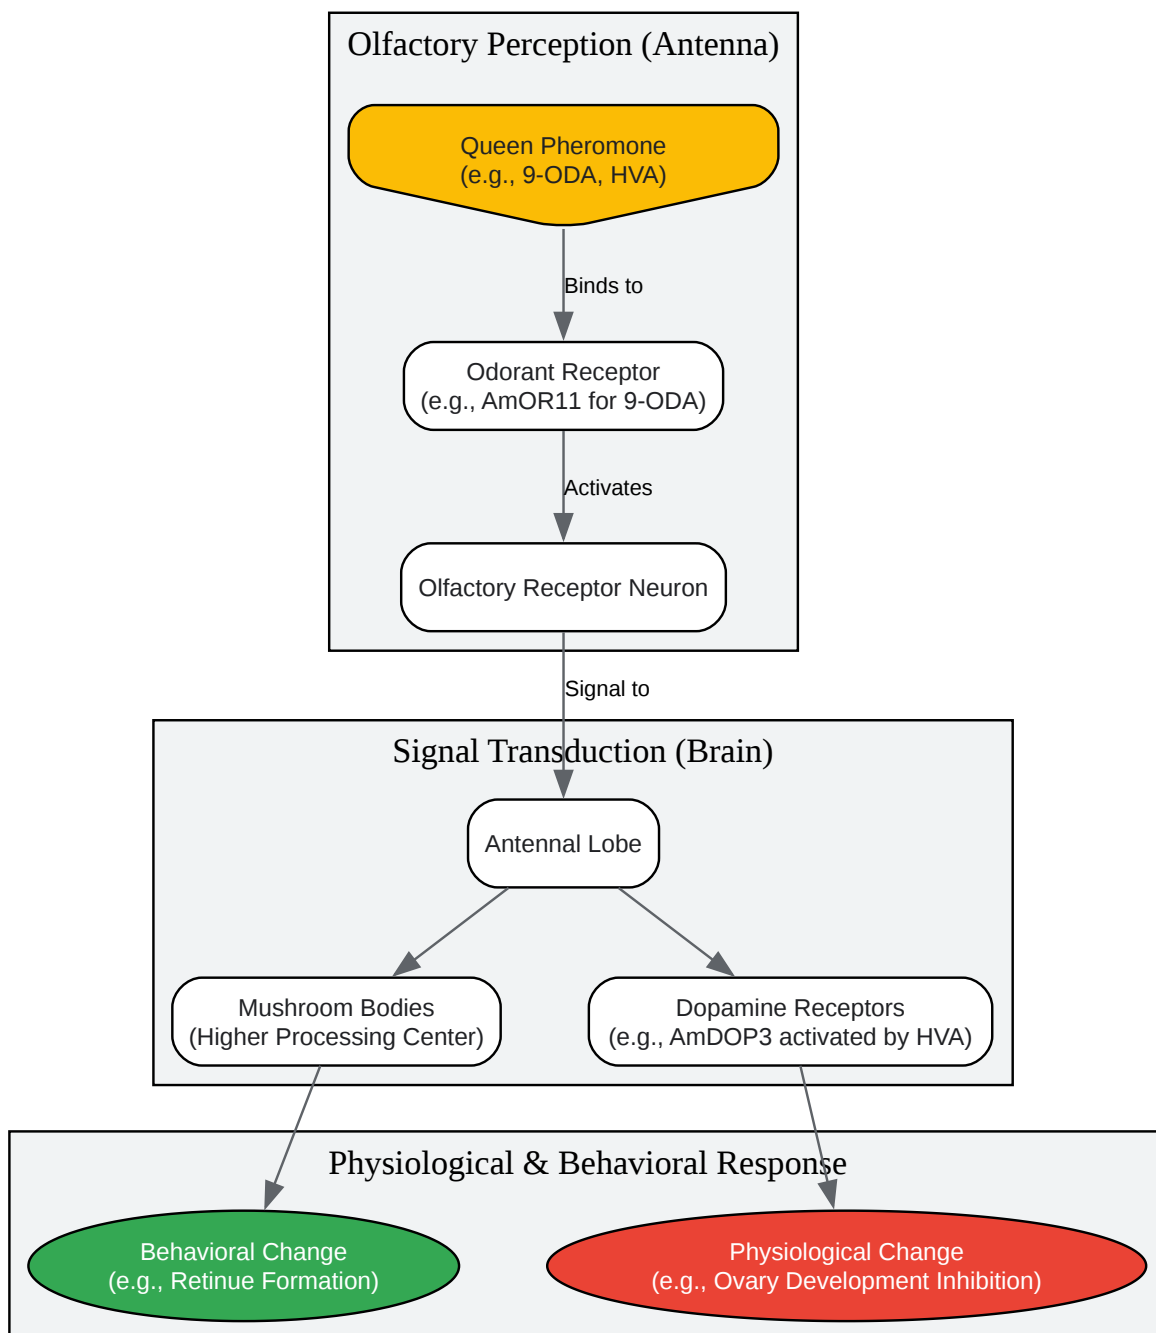 Olfactory Perception (Antenna)
Queen Pheromone
(e.g., 9-ODA, HVA)
Binds to
Odorant Receptor
(e.g., AmOR11 for 9-ODA)
Activates
Olfactory Receptor Neuron
Signal to
Signal Transduction (Brain)
Antennal Lobe
Mushroom Bodies
(Higher Processing Center)
Dopamine Receptors
(e.g., AmDOP3 activated by HVA)
Physiological & Behavioral Response
Behavioral Change
(e.g., Retinue Formation)
Physiological Change
(e.g., Ovary Development Inhibition)